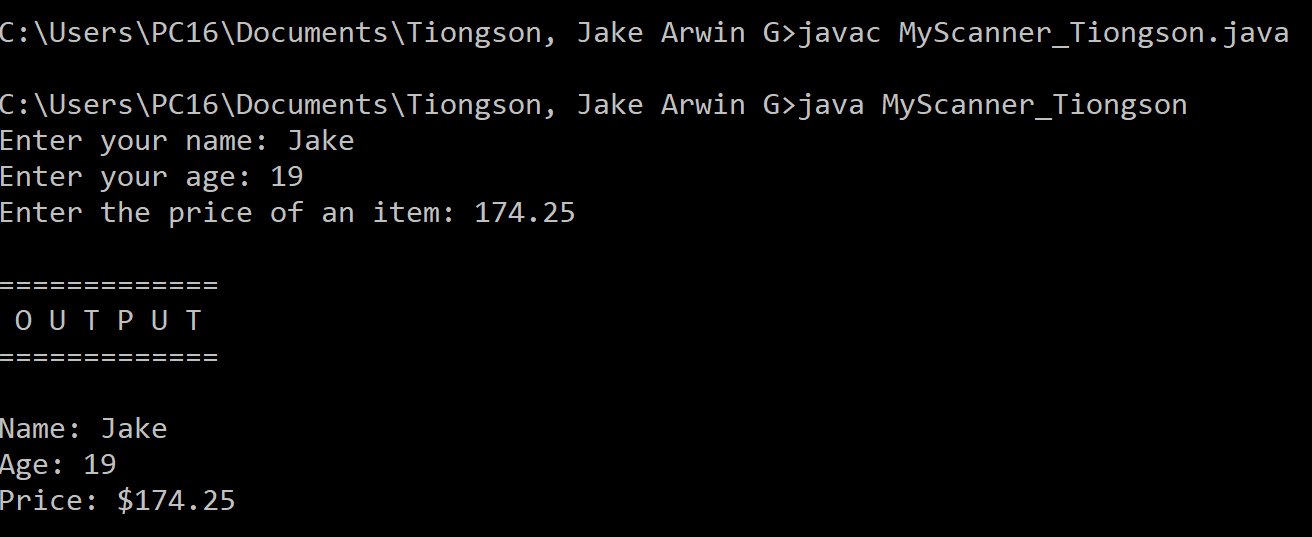 C:\Users\PC16\Documents\Tiongson, Jake Arwin G>javac MyScanner_Tiongson.java
C:\Users\PC16\Documents\Tiongson, Jake Arwin G>java MyScanner_Tiongson
Enter your name: Jake
Enter your age: 19
Enter the price of an item: 174.25
=============
O U T P U T
=============
Name: Jake
Age: 19
Price: $174.25